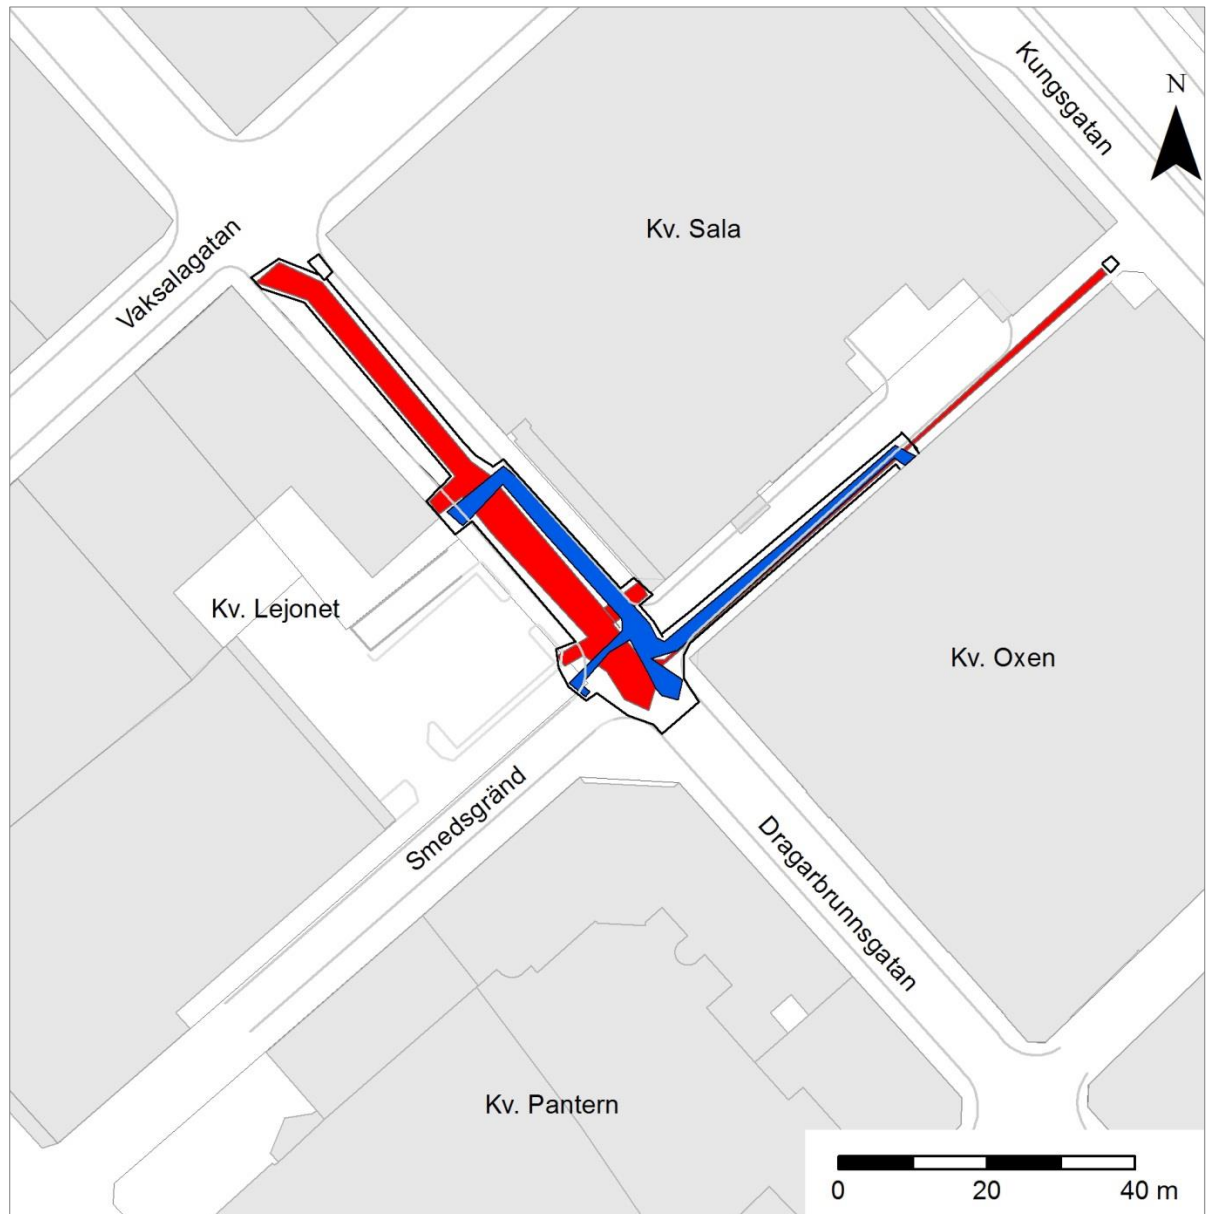 Kungsgatan
N
Kv. Sala
Vaksalagatan
Kv. Lejonet
Kv. Oxen
Smedsgränd
Dragarbrunnsgatan
Kv. Pantern
0 20 40 m